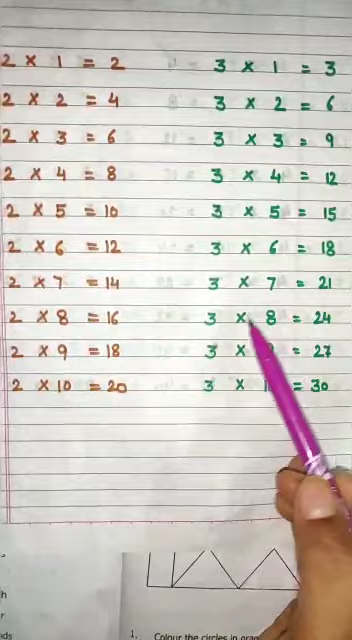 2 × 1 = 2
2 × 2 = 4
2 × 3 = 6
2 × 4 = 8
2 × 5 = 10
2 × 6 = 12
2 × 7 = 14
2 × 8 = 16
2 × 9 = 18
2 × 10 = 20
3 × 1 = 3
3 × 2 = 6
3 × 3 = 9
3 × 4 = 12
3 × 5 = 15
3 × 6 = 18
3 × 7 = 21
3 × 8 = 24
3 × = 27
3 × = 30
1. Colour the circles in